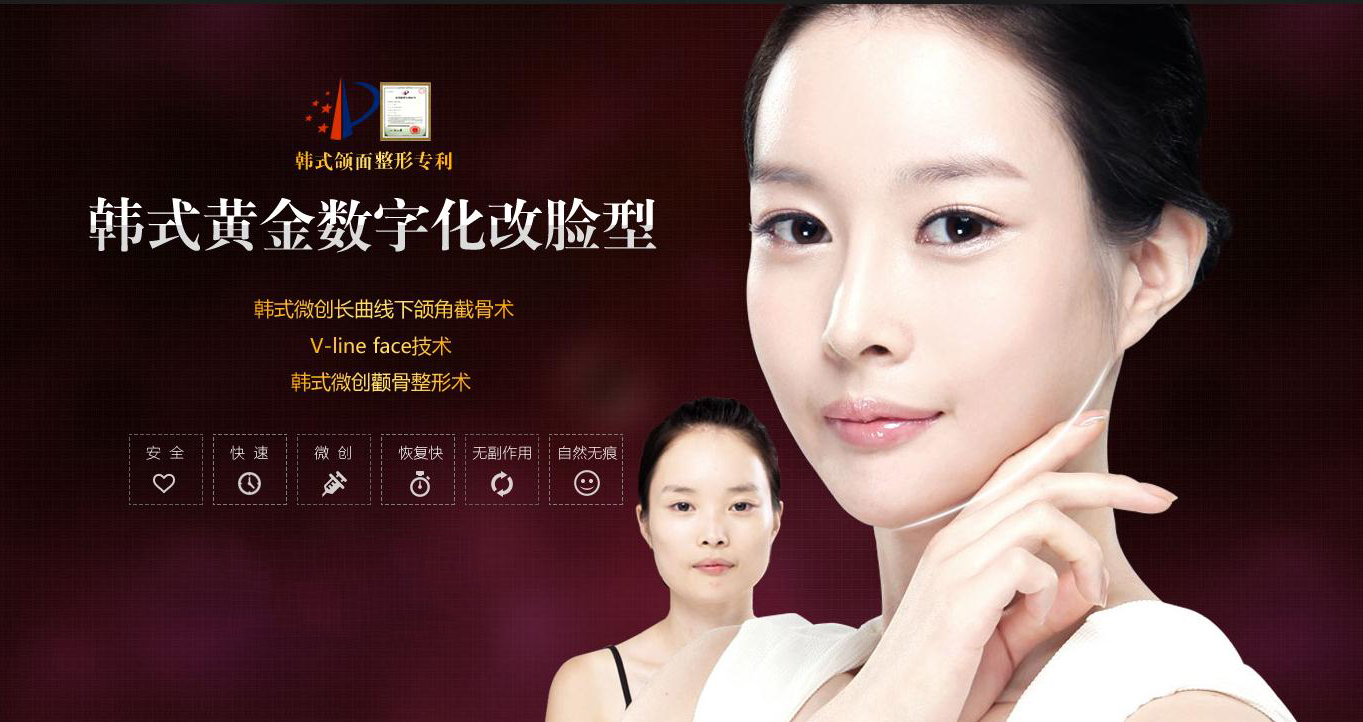 韩式颌面整形专利
韩式黄金数字化改脸型
韩式微创长曲线下颌角截骨术
V-line face技术
韩式微创颧骨整形术
安 全
快 速
微 创
恢复快
无副作用
自然无痕